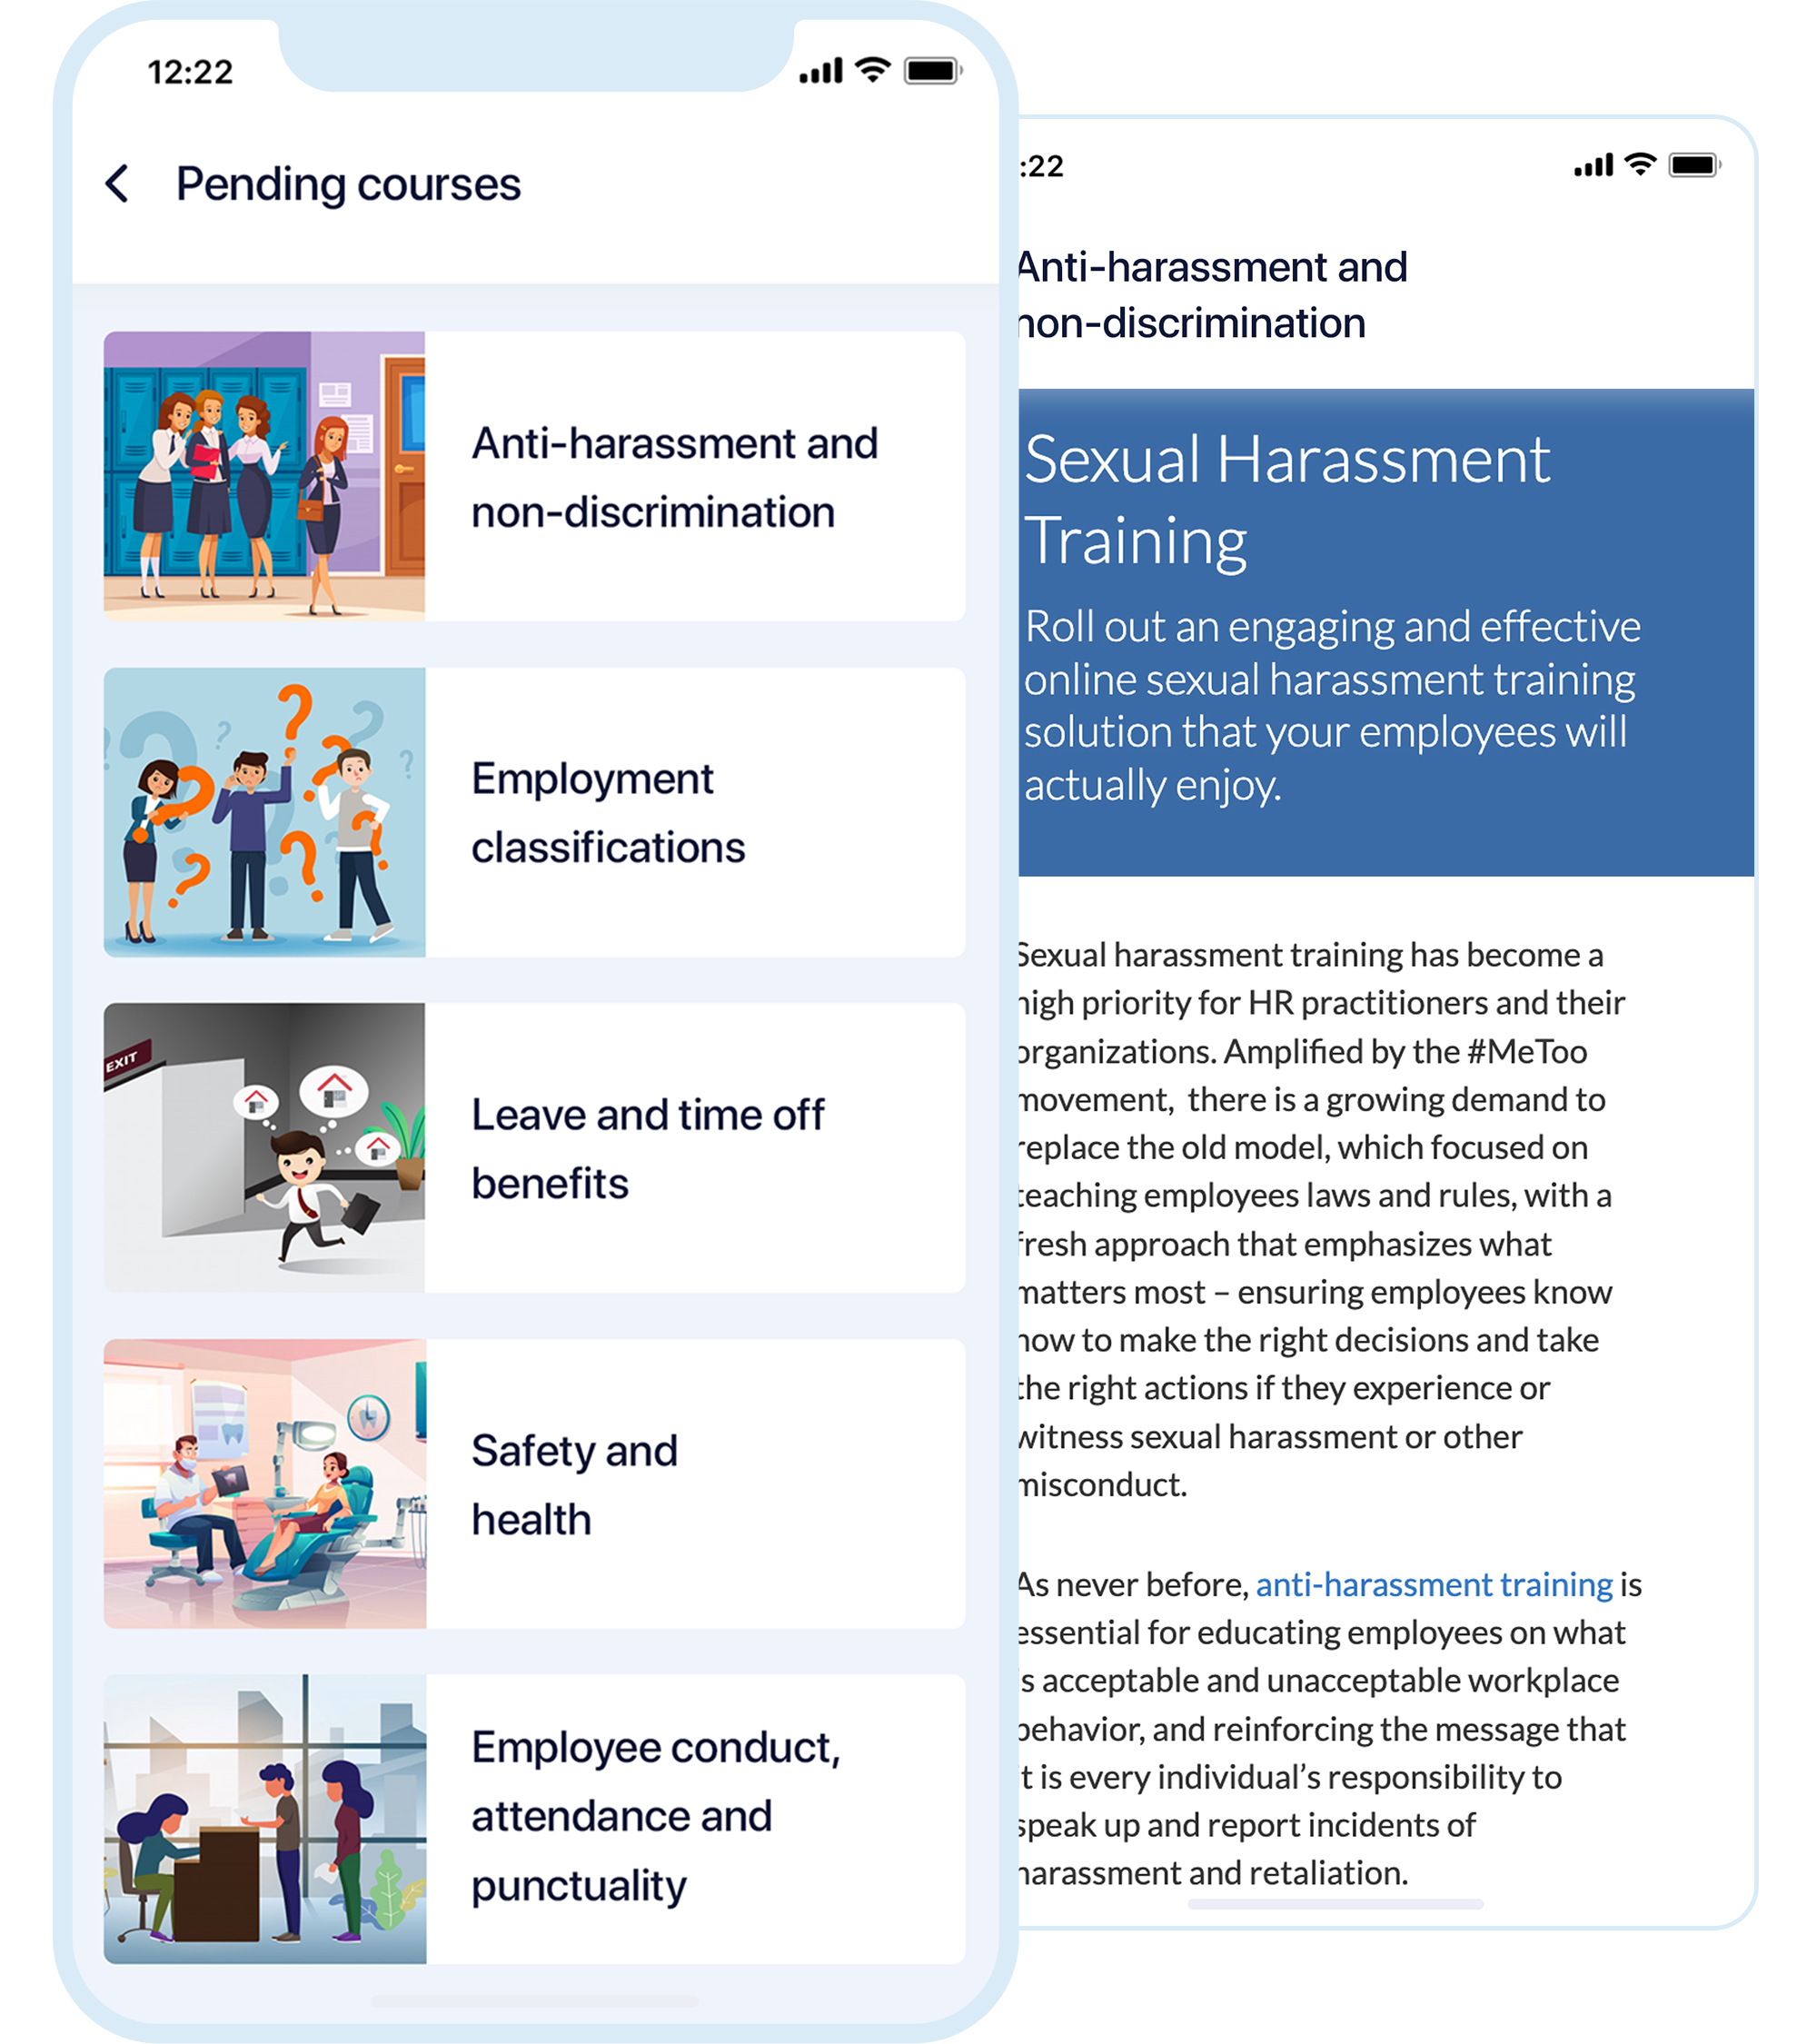 12:22
Pending courses
Anti-harassment and
non-discrimination
Employment
classifications
EXIT
Leave and time off
benefits
Safety and
health
Employee conduct,
attendance and
punctuality
:22
Anti-harassment and
non-discrimination
Sexual Harassment
Training
Roll out an engaging and effective
online sexual harassment training
solution that your employees will
actually enjoy.
Sexual harassment training has become a
high priority for HR practitioners and their
organizations. Amplified by the #MeToo
movement,  there is a growing demand to
replace the old model, which focused on
teaching employees laws and rules, with a
fresh approach that emphasizes what
matters most – ensuring employees know
how to make the right decisions and take
the right actions if they experience or
witness sexual harassment or other
misconduct.
As never before, anti-harassment training is
essential for educating employees on what
is acceptable and unacceptable workplace
behavior, and reinforcing the message that
it is every individual’s responsibility to
speak up and report incidents of
harassment and retaliation.